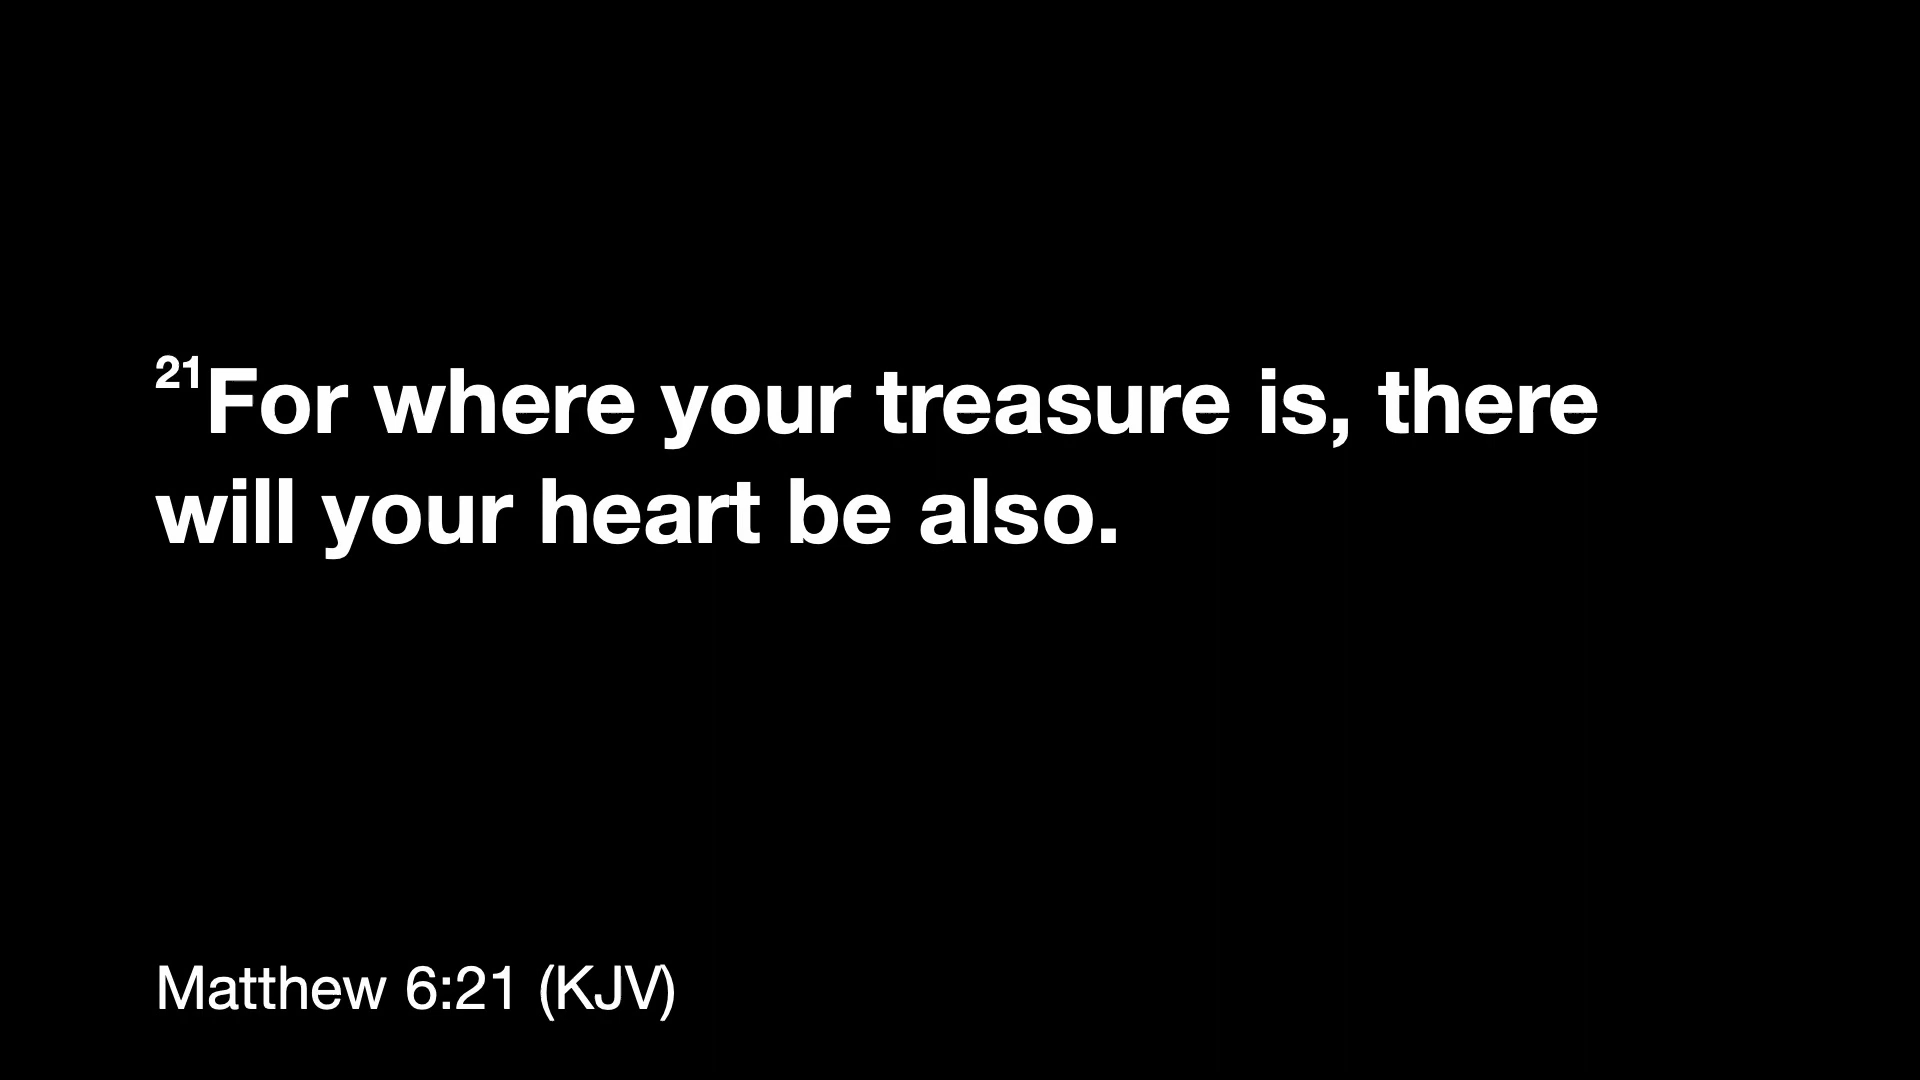 21For where your treasure is, there
will your heart be also.
Matthew 6:21 (KJV)